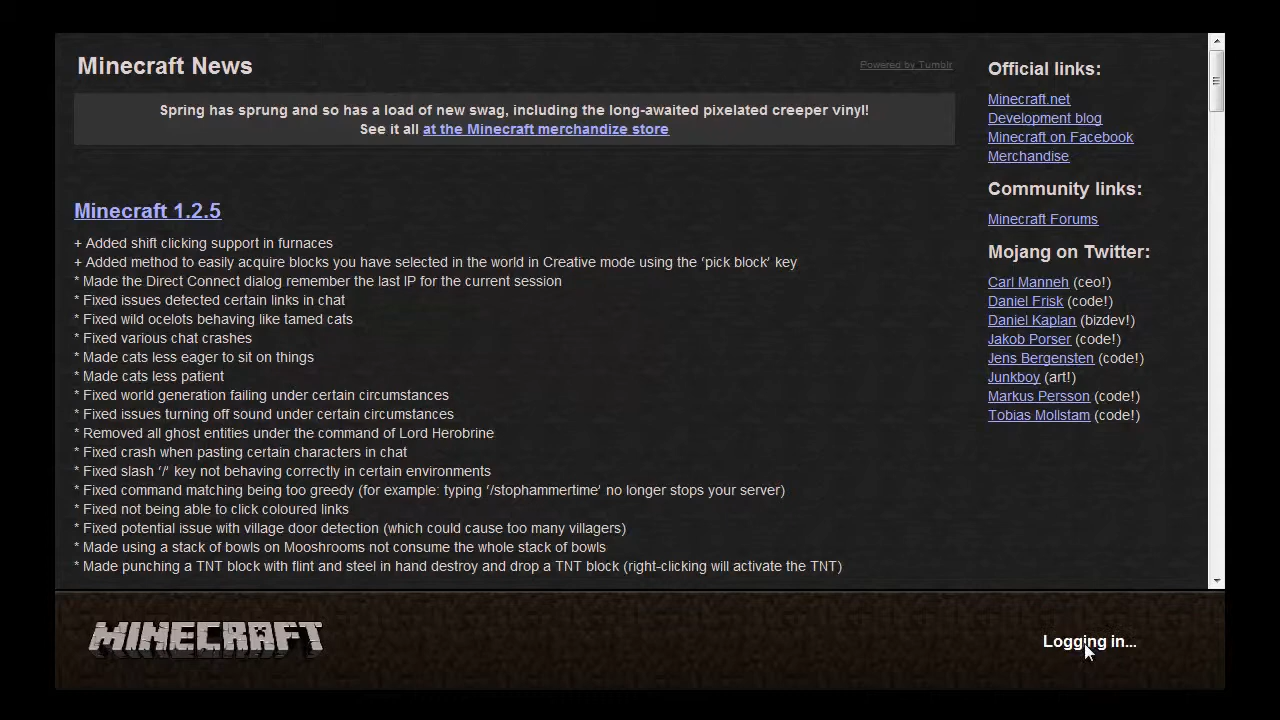 Minecraft News
Powered by Tumblr
Spring has sprung and so has a load of new swag, including the long-awaited pixelated creeper vinyl!
See it all at the Minecraft merchandize store
Minecraft 1.2.5
+ Added shift clicking support in furnaces
+ Added method to easily acquire blocks you have selected in the world in Creative mode using the ‘pick block’ key
* Made the Direct Connect dialog remember the last IP for the current session
* Fixed issues detected certain links in chat
* Fixed wild ocelots behaving like tamed cats
* Fixed various chat crashes
* Made cats less eager to sit on things
* Made cats less patient
* Fixed world generation failing under certain circumstances
* Fixed issues turning off sound under certain circumstances
* Removed all ghost entities under the command of Lord Herobrine
* Fixed crash when pasting certain characters in chat
* Fixed slash ‘/’ key not behaving correctly in certain environments
* Fixed command matching being too greedy (for example: typing ‘/stophammertime’ no longer stops your server)
* Fixed not being able to click coloured links
* Fixed potential issue with village door detection (which could cause too many villagers)
* Made using a stack of bowls on Mooshrooms not consume the whole stack of bowls
* Made punching a TNT block with flint and steel in hand destroy and drop a TNT block (right-clicking will activate the TNT)
Official links:
Minecraft.net
Development blog
Minecraft on Facebook
Merchandise
Community links:
Minecraft Forums
Mojang on Twitter:
Carl Manneh (ceo!)
Daniel Frisk (code!)
Daniel Kaplan (bizdev!)
Jakob Porser (code!)
Jens Bergensten (code!)
Junkboy (art!)
Markus Persson (code!)
Tobias Mollstam (code!)
MINECRAFT
Logging in...